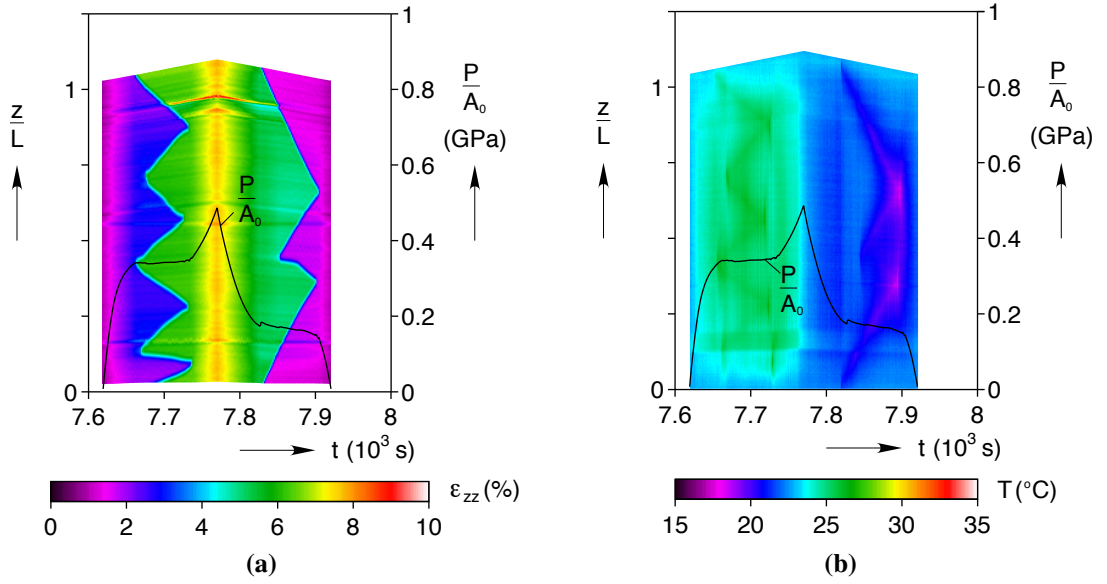 1
0.8
0.6
0.4
0.2
0
1
0
z
L
P
A0
(GPa)
P
A0
7.6 7.7 7.8 7.9 8
t (10³ s)
0 2 4 6 8 10
εzz (%)
(a)
1
0.8
0.6
0.4
0.2
0
1
0
z
L
P
A0
(GPa)
P
A0
7.6 7.7 7.8 7.9 8
t (10³ s)
15 20 25 30 35
T (°C)
(b)